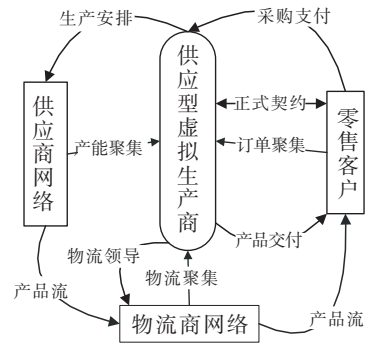 生产安排
采购支付
供应商网络
供应型虚拟生产商
零售客户
正式契约
产能聚集
订单聚集
产品交付
物流领导
物流聚集
产品流
产品流
物流商网络